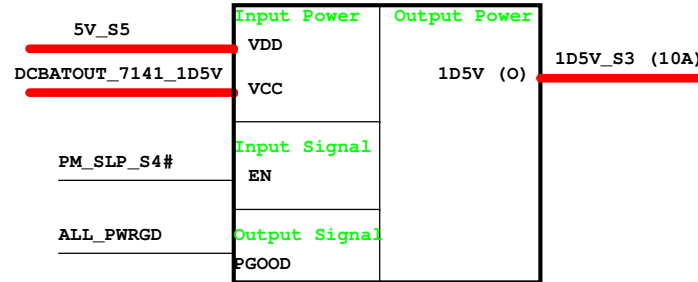 Input Power
Output Power
5V_S5
VDD
DCBATOUT_7141_1D5V
VCC
1D5V (O)
1D5V_S3 (10A)
Input Signal
PM_SLP_S4#
EN
ALL_PWRGD
Output Signal
PGOOD